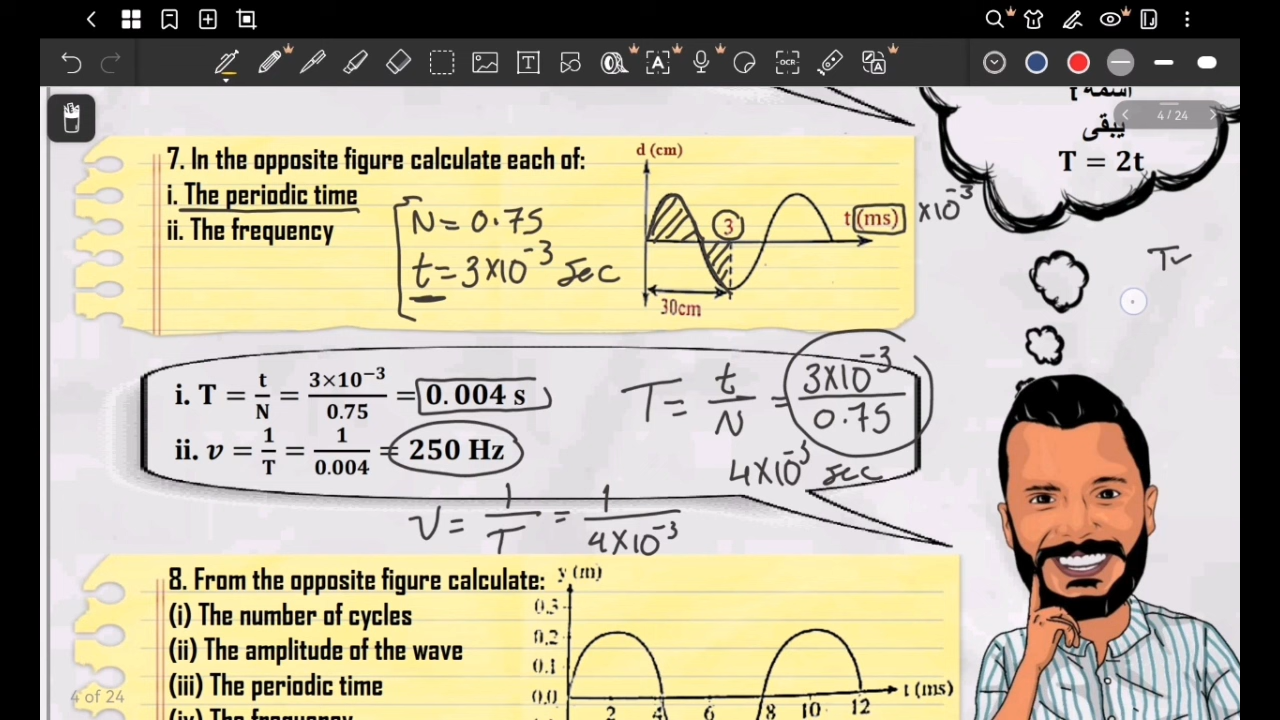 4 / 24
اسمه t
يبقى
T = 2t
7. In the opposite figure calculate each of:
i. The periodic time
ii. The frequency
N = 0.75
t = 3×10⁻³ sec
d (cm)
3
t (ms) ×10⁻³
30cm
T=
i. T = t/N = 3×10⁻³/0.75 = 0.004 s
ii. ν = 1/T = 1/0.004 = 250 Hz
T = t/N = 3×10⁻³/0.75
4×10⁻³ sec
ν = 1/T = 1/4×10⁻³
8. From the opposite figure calculate:
(i) The number of cycles
(ii) The amplitude of the wave
(iii) The periodic time
(iv) The frequency
y (m)
0.3
0.2
0.1
0.0
2 4 6 8 10 12 t (ms)
4 of 24
OCR